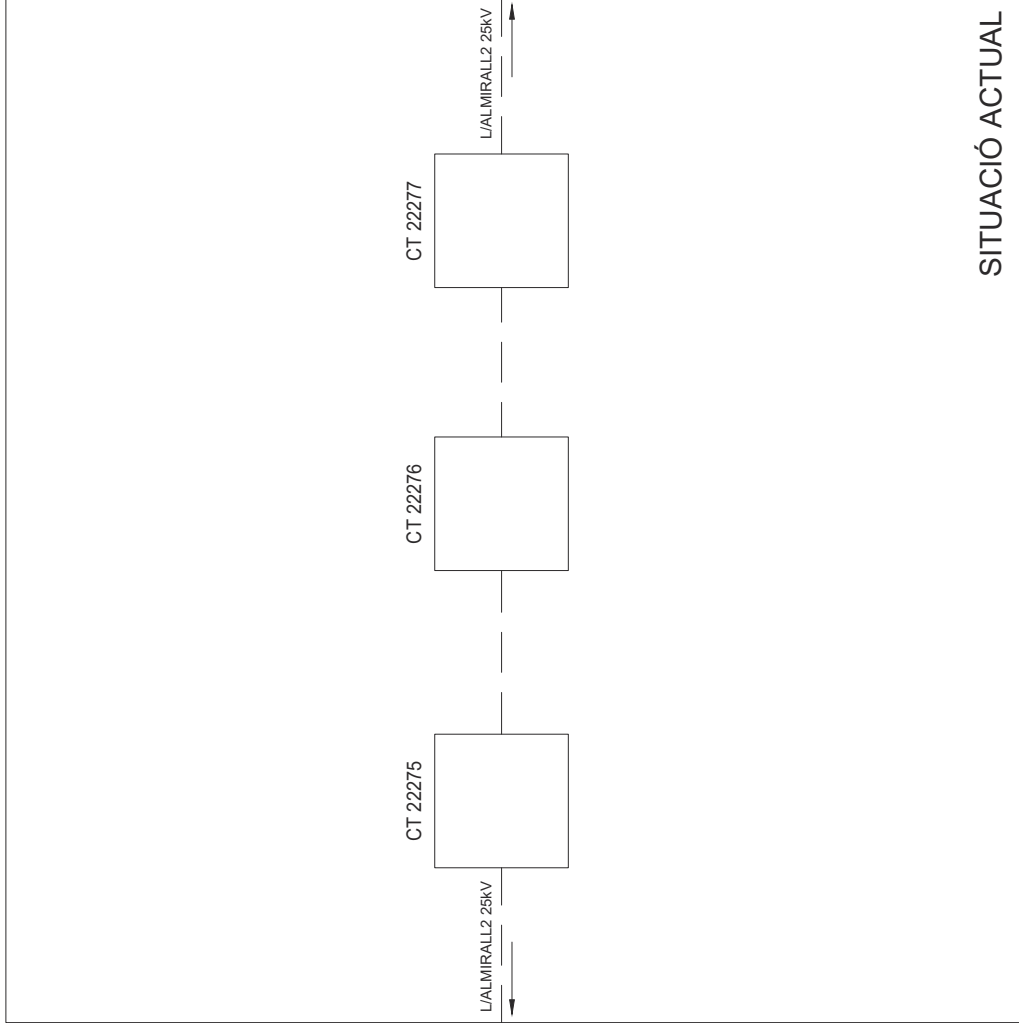 CT 22275
CT 22276
CT 22277
L/ALMIRALL2 25kV
L/ALMIRALL2 25kV
SITUACIÓ ACTUAL